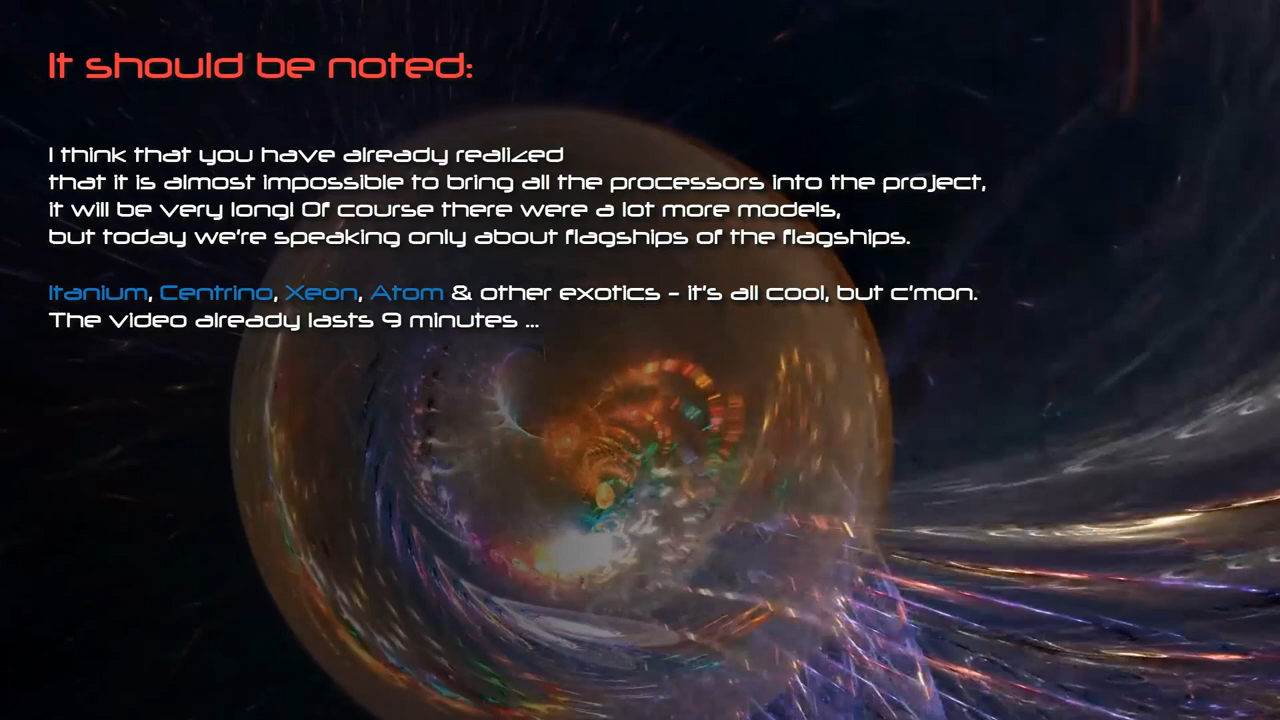 It should be noted:
I think that you have already realized
that it is almost impossible to bring all the processors into the project,
it will be very long! Of course there were a lot more models,
but today we're speaking only about flagships of the flagships.
Itanium, Centrino, Xeon, Atom & other exotics - it's all cool, but c'mon.
The video already lasts 9 minutes ...